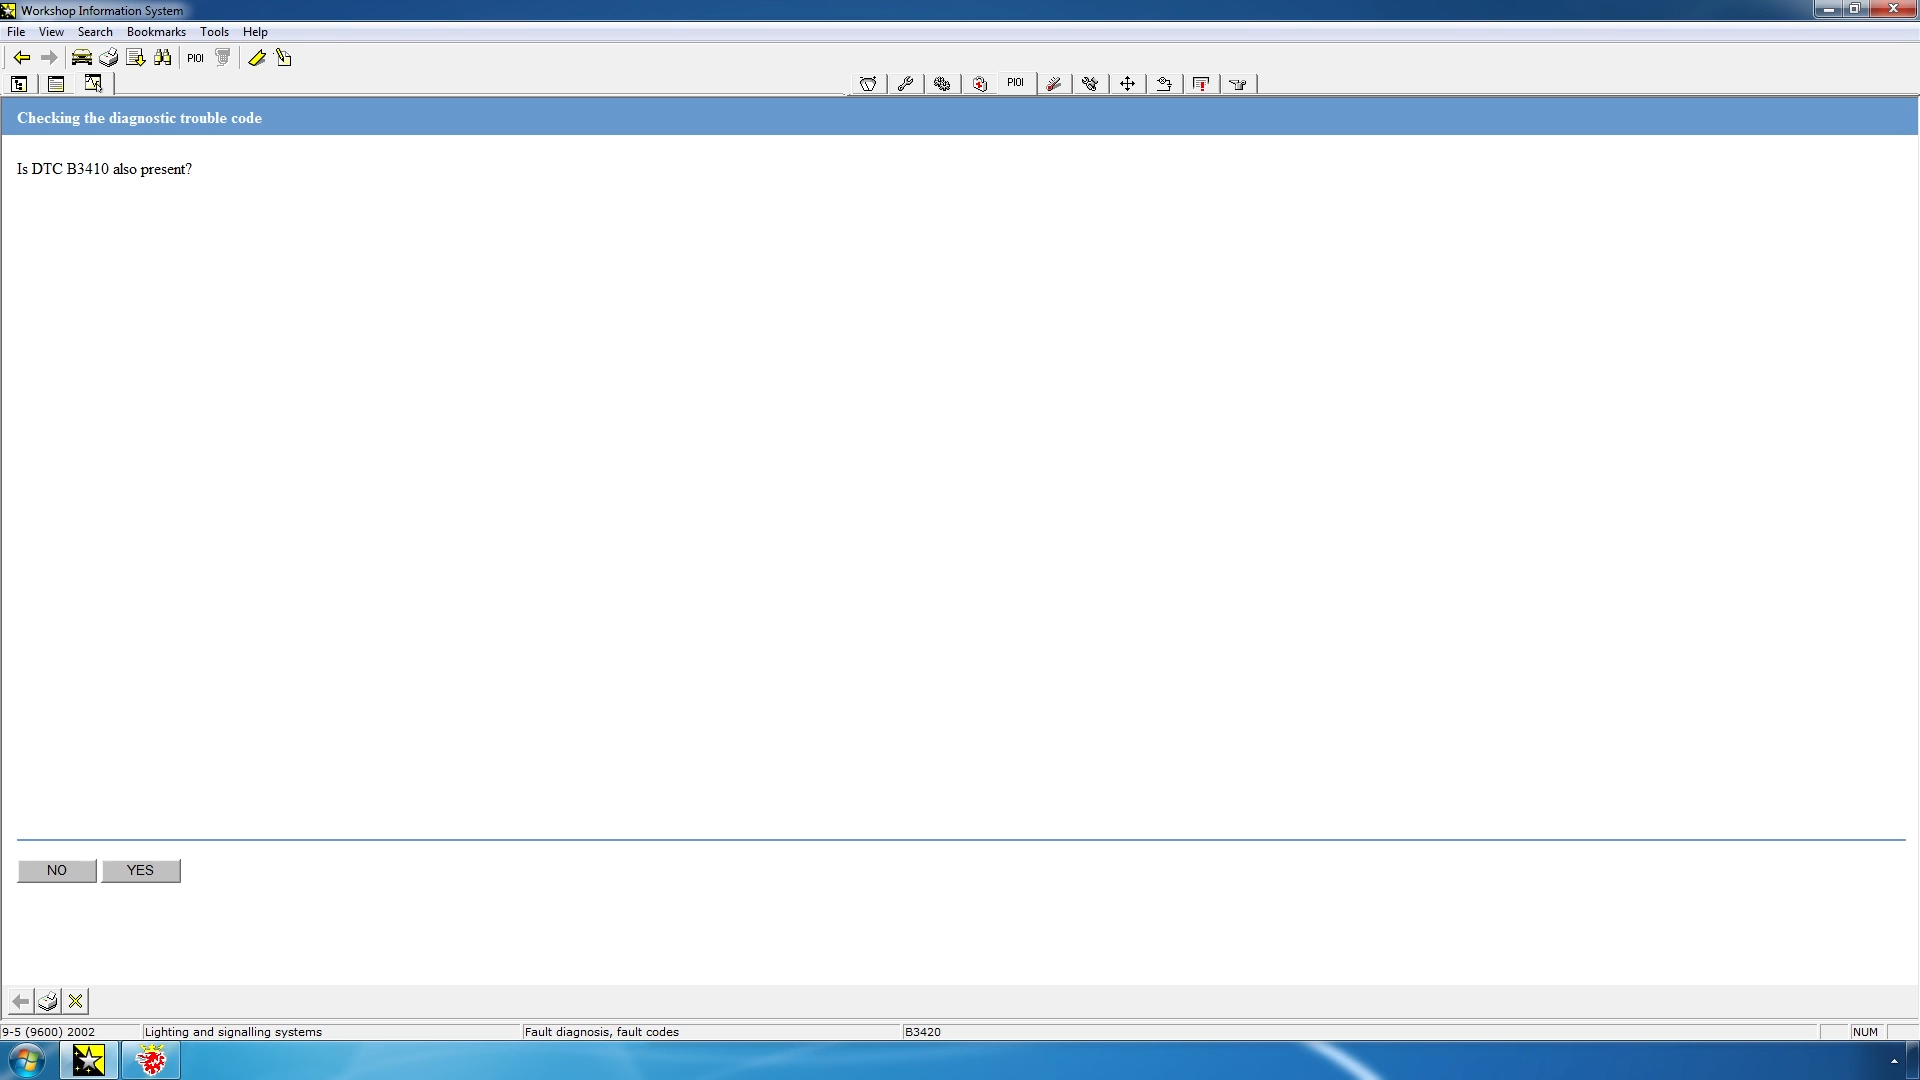 Workshop Information System
File View Search Bookmarks Tools Help
PIOI
PIOI
Checking the diagnostic trouble code
Is DTC B3410 also present?
NO YES
9-5 (9600) 2002 Lighting and signalling systems Fault diagnosis, fault codes B3420 NUM